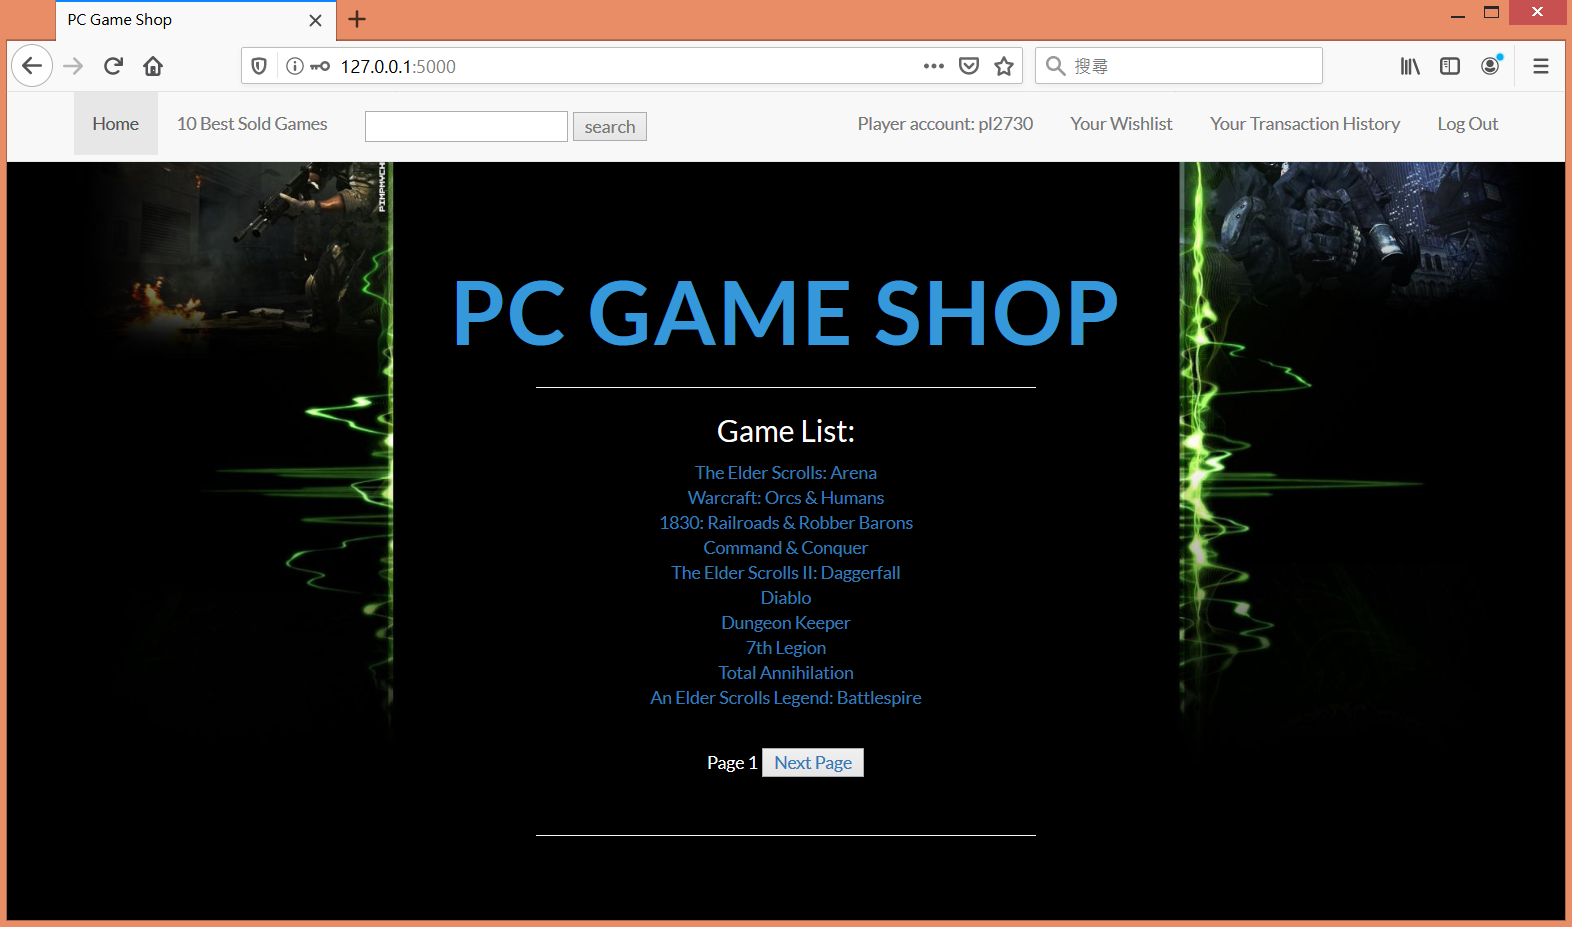 PC Game Shop
127.0.0.1:5000
搜尋
Home 10 Best Sold Games search Player account: pl2730 Your Wishlist Your Transaction History Log Out
PIMPMYCH
PC GAME SHOP
Game List:
The Elder Scrolls: Arena
Warcraft: Orcs & Humans
1830: Railroads & Robber Barons
Command & Conquer
The Elder Scrolls II: Daggerfall
Diablo
Dungeon Keeper
7th Legion
Total Annihilation
An Elder Scrolls Legend: Battlespire
Page 1 Next Page